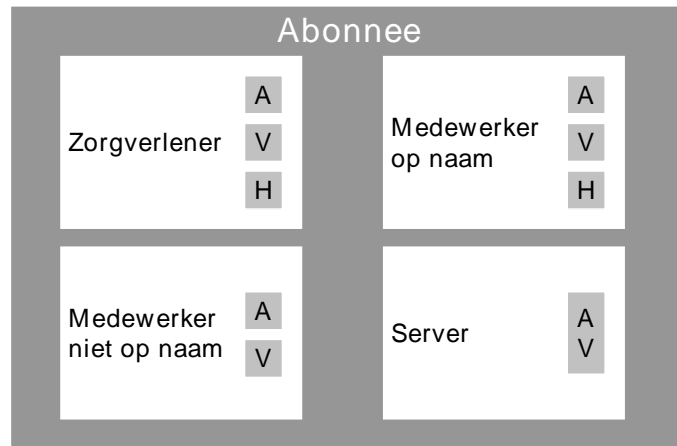 Abonnee
Zorgverlener
A
V
H
Medewerker
op naam
A
V
H
Medewerker
niet op naam
A
V
Server
A
V